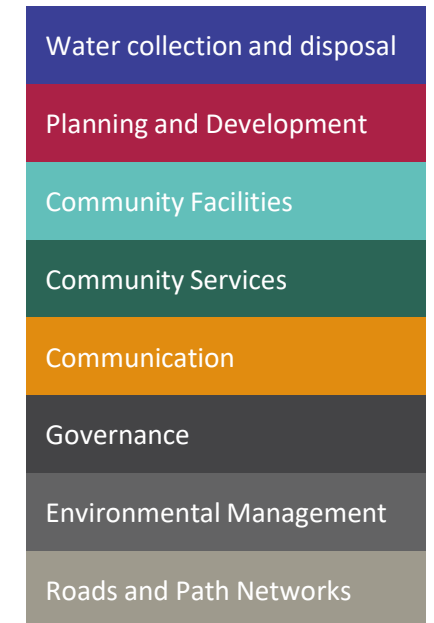 Water collection and disposal
Planning and Development
Community Facilities
Community Services
Communication
Governance
Environmental Management
Roads and Path Networks